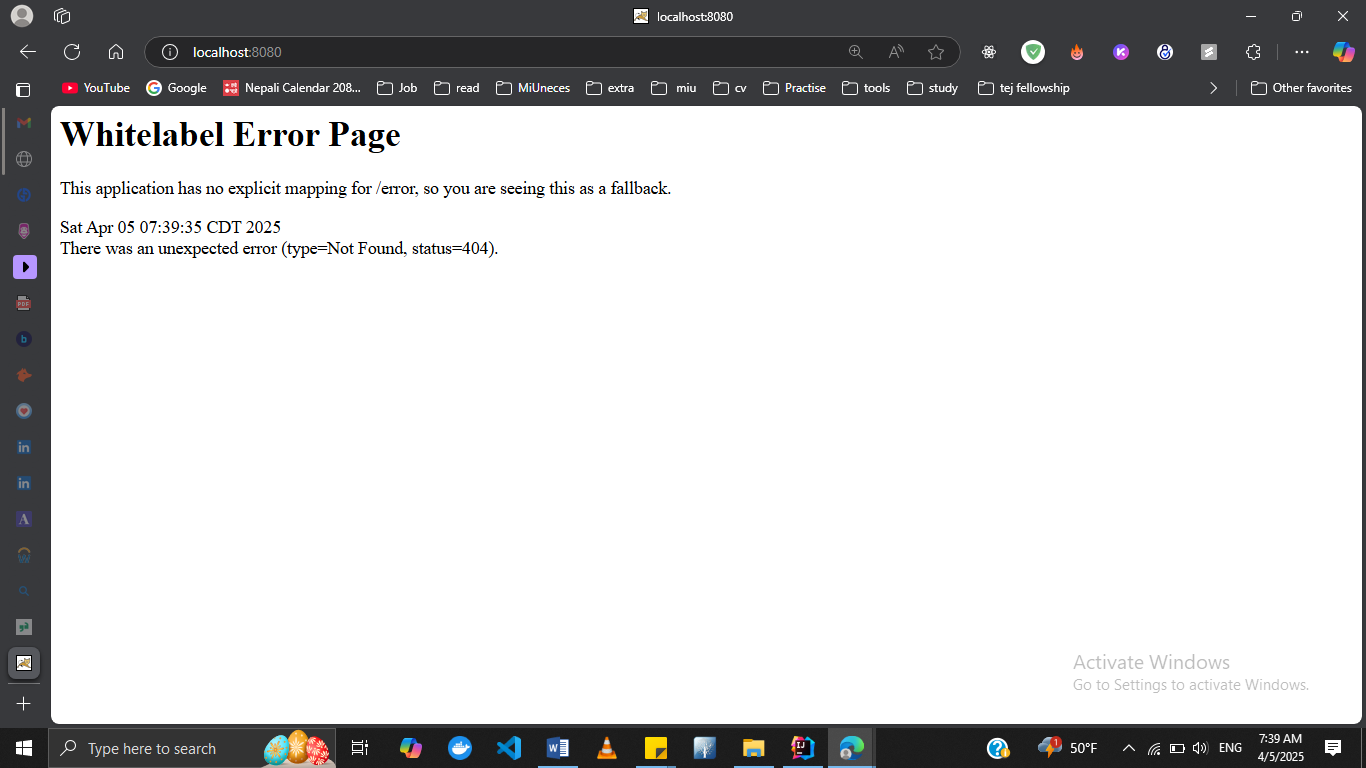 localhost:8080
localhost:8080
YouTube
Google
Nepali Calendar 208...
Job
read
MiUneces
extra
miu
cv
Practise
tools
study
tej fellowship
Other favorites
Whitelabel Error Page
This application has no explicit mapping for /error, so you are seeing this as a fallback.
Sat Apr 05 07:39:35 CDT 2025
There was an unexpected error (type=Not Found, status=404).
Activate Windows
Go to Settings to activate Windows.
Type here to search
50°F
ENG
7:39 AM
4/5/2025